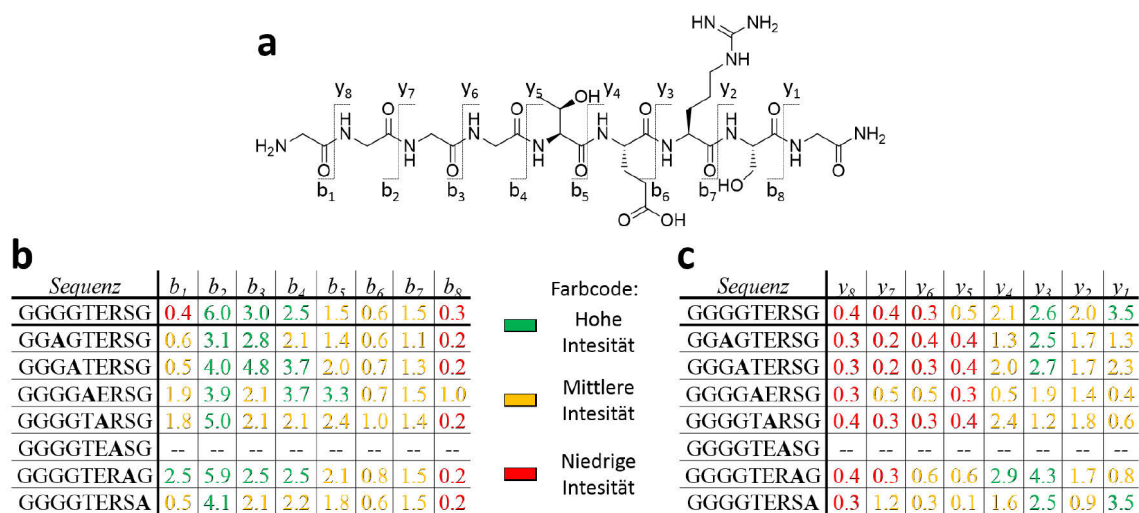 a
NH
NH₂
HN
NH
y₈ y₇ y₆ y₅ OH y₄ y₃ y₂ y₁
O H N O H N O H N O H N O NH₂
H₂N O N H O N H O N H O N H O N H O
b₁ b₂ b₃ b₄ b₅ b₆ b₇ HO b₈
O OH
b
Sequenz b₁ b₂ b₃ b₄ b₅ b₆ b₇ b₈
GGGGTERSG 0.4 6.0 3.0 2.5 1.5 0.6 1.5 0.3
GGAGTERSG 0.6 3.1 2.8 2.1 1.4 0.6 1.1 0.2
GGGATERSG 0.5 4.0 4.8 3.7 2.0 0.7 1.3 0.2
GGGGAERSG 1.9 3.9 2.1 3.7 3.3 0.7 1.5 1.0
GGGGTARSG 1.8 5.0 2.1 2.1 2.4 1.0 1.4 0.2
GGGGTEASG -- -- -- -- -- -- -- --
GGGGTERAG 2.5 5.9 2.5 2.5 2.1 0.8 1.5 0.2
GGGGTERSA 0.5 4.1 2.1 2.2 1.8 0.6 1.5 0.2
Farbcode:
Hohe
Intesität
Mittlere
Intesität
Niedrige
Intesität
c
Sequenz y₈ y₇ y₆ y₅ y₄ y₃ y₂ y₁
GGGGTERSG 0.4 0.4 0.3 0.5 2.1 2.6 2.0 3.5
GGAGTERSG 0.3 0.2 0.4 0.4 1.3 2.5 1.7 1.3
GGGATERSG 0.3 0.2 0.3 0.4 2.0 2.7 1.7 2.3
GGGGAERSG 0.3 0.5 0.5 0.3 0.5 1.9 1.4 0.4
GGGGTARSG 0.4 0.3 0.3 0.4 2.4 1.2 1.8 0.6
GGGGTEASG -- -- -- -- -- -- -- --
GGGGTERAG 0.4 0.3 0.6 0.6 2.9 4.3 1.7 0.8
GGGGTERSA 0.3 1.2 0.3 0.1 1.6 2.5 0.9 3.5